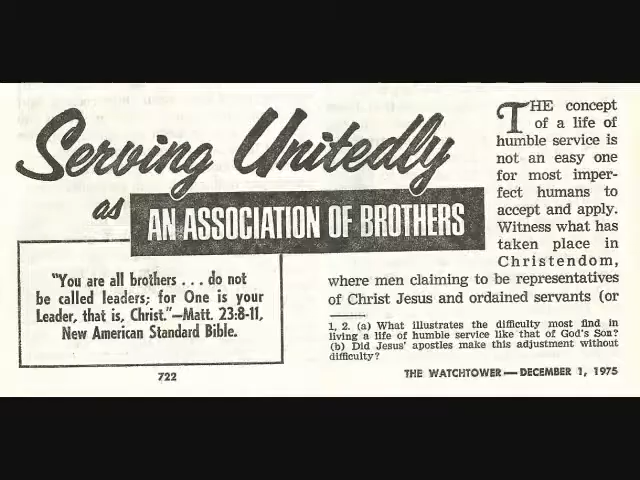 Serving Unitedly
as AN ASSOCIATION OF BROTHERS
"You are all brothers . . . do not
be called leaders; for One is your
Leader, that is, Christ."—Matt. 23:8-11,
New American Standard Bible.
THE concept
of a life of
humble service is
not an easy one
for most imper-
fect humans to
accept and apply.
Witness what has
taken place in
Christendom,
where men claiming to be representatives
of Christ Jesus and ordained servants (or
1, 2. (a) What illustrates the difficulty most find in
living a life of humble service like that of God's Son?
(b) Did Jesus' apostles make this adjustment without
difficulty?
722
THE WATCHTOWER—DECEMBER 1, 1975